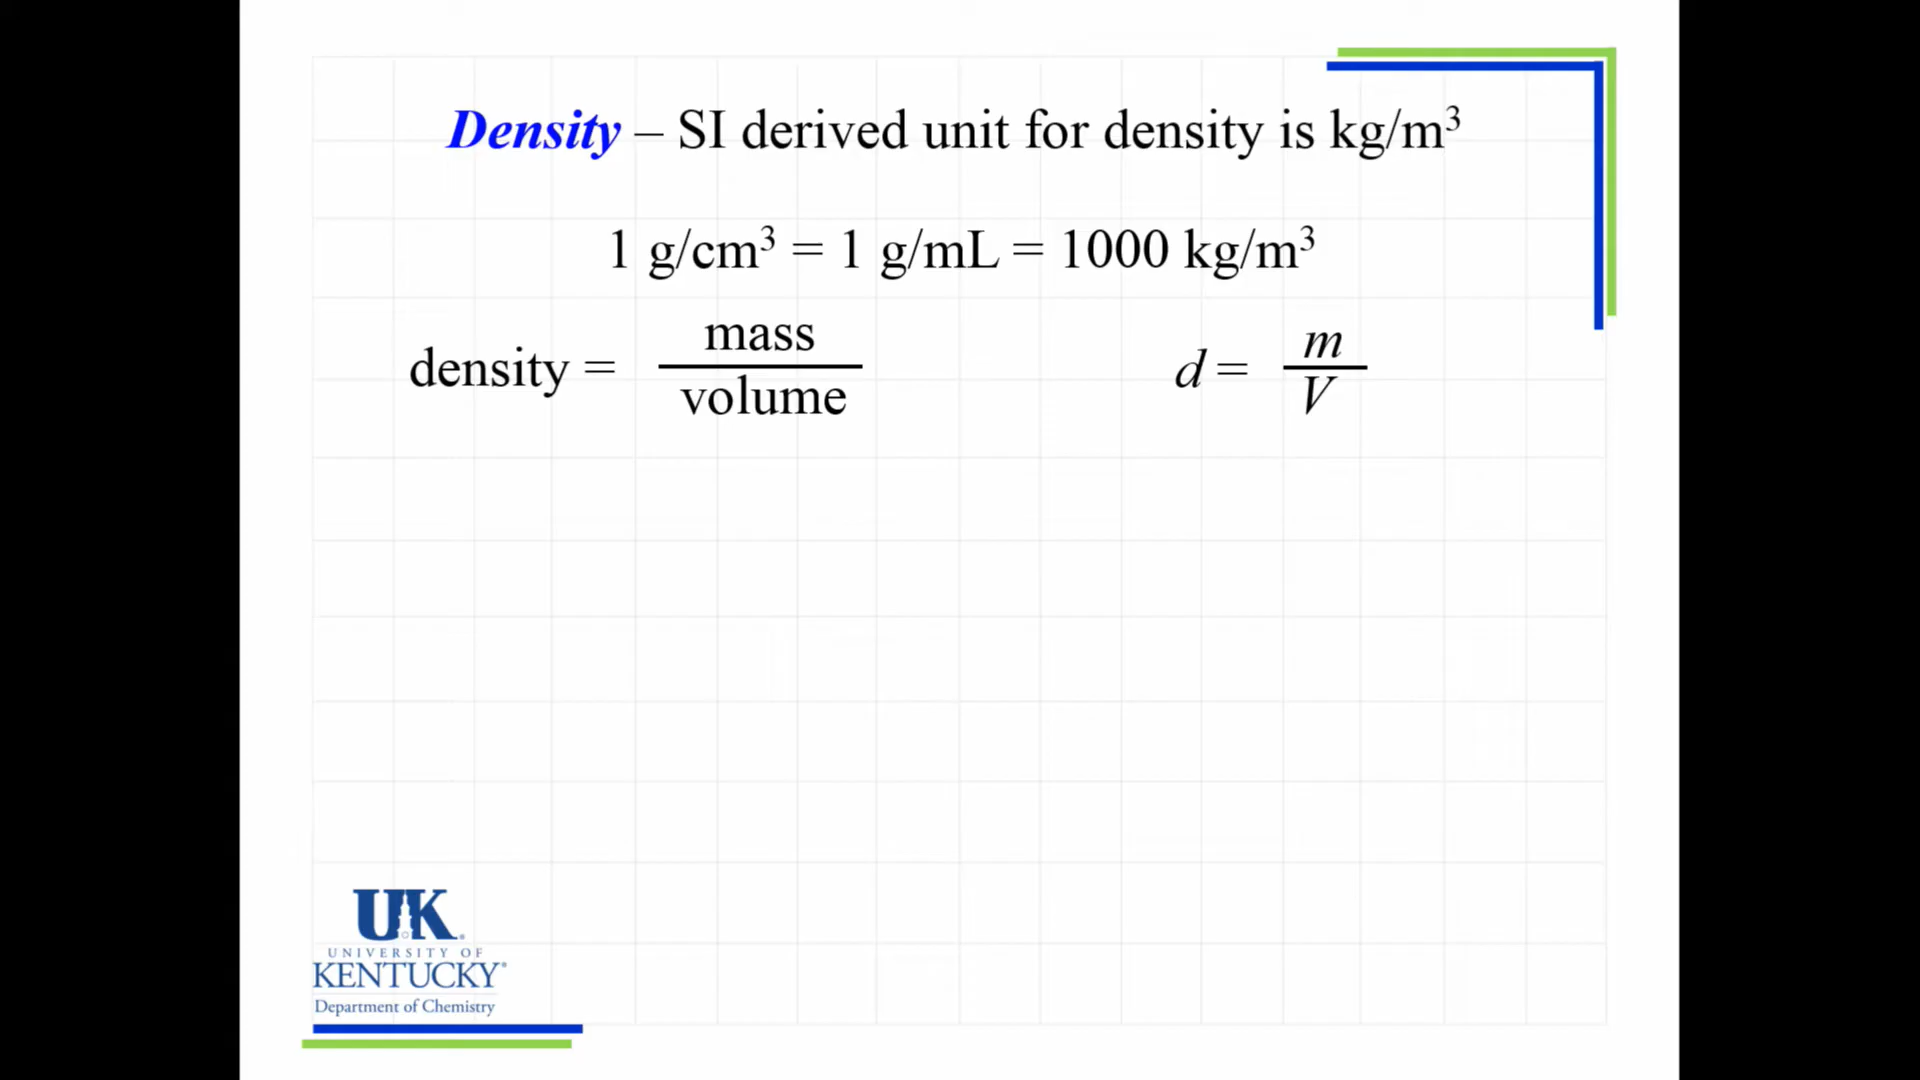 Density – SI derived unit for density is kg/m³
1 g/cm³ = 1 g/mL = 1000 kg/m³
density = mass
volume
d = m
V
UK
UNIVERSITY OF
KENTUCKY®
Department of Chemistry